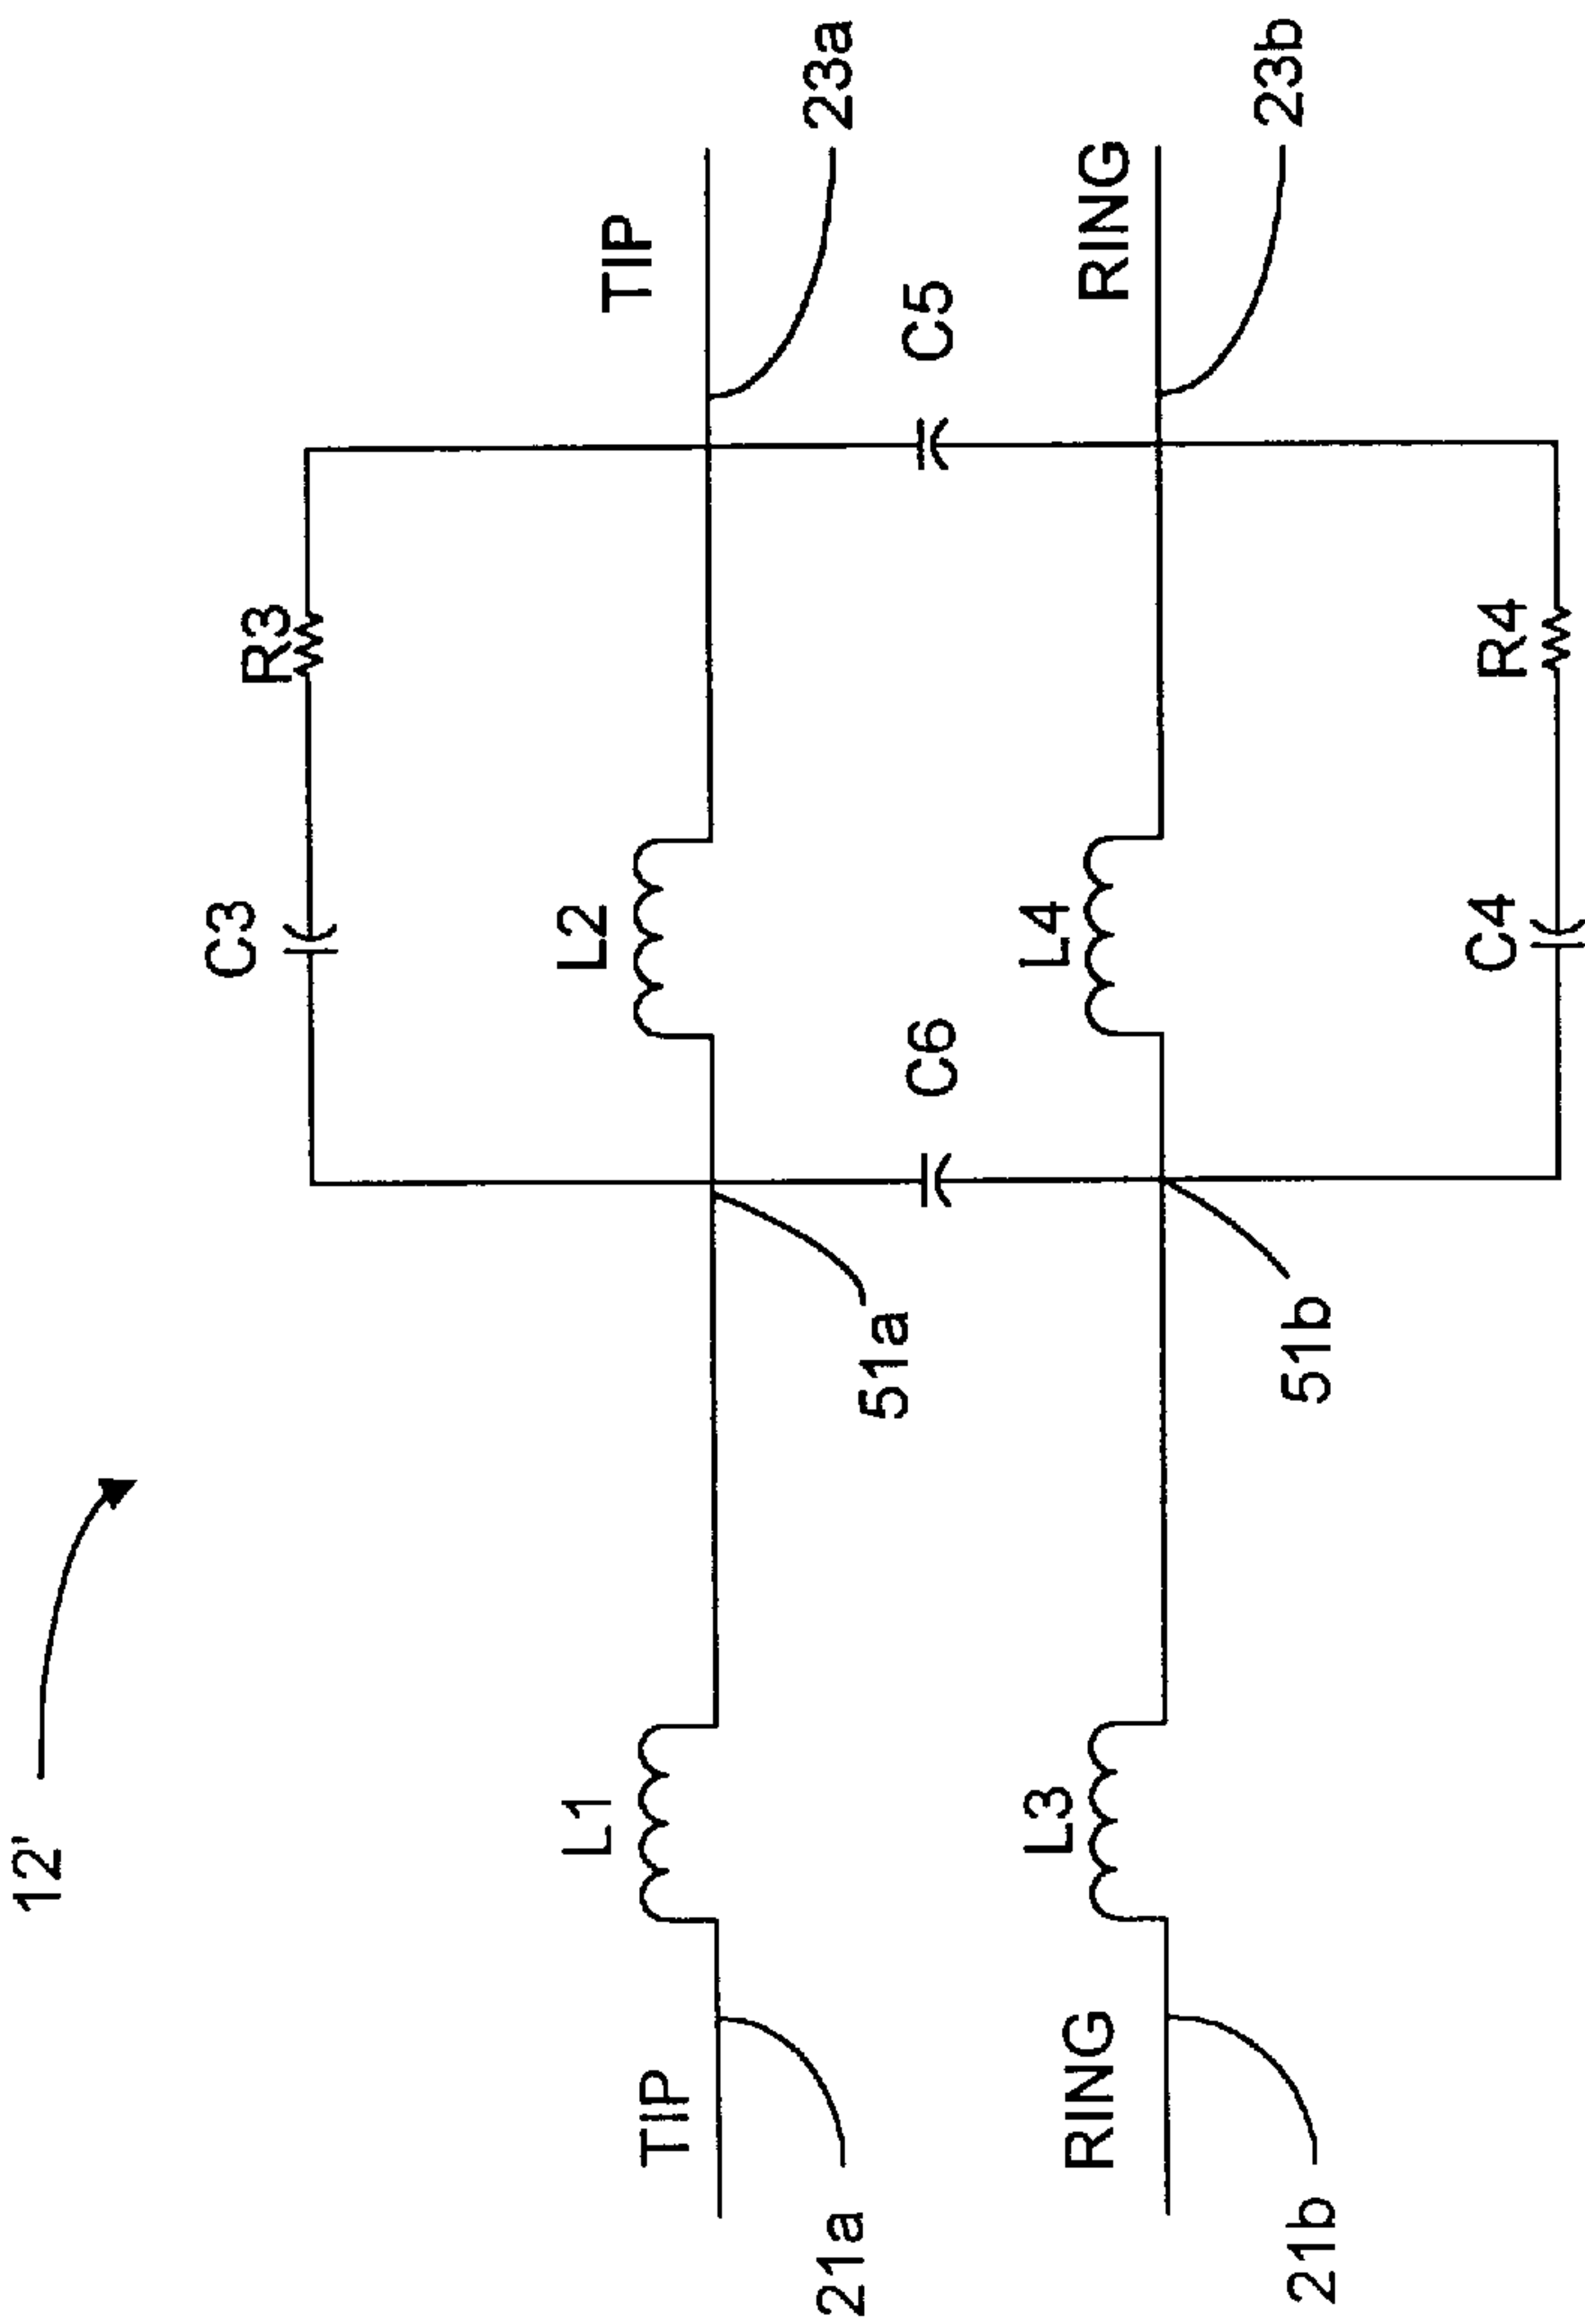 12'
C3
R3
L1
L2
TIP
TIP
21a
51a
C6
C5
23a
L3
L4
RING
RING
21b
51b
23b
C4
R4